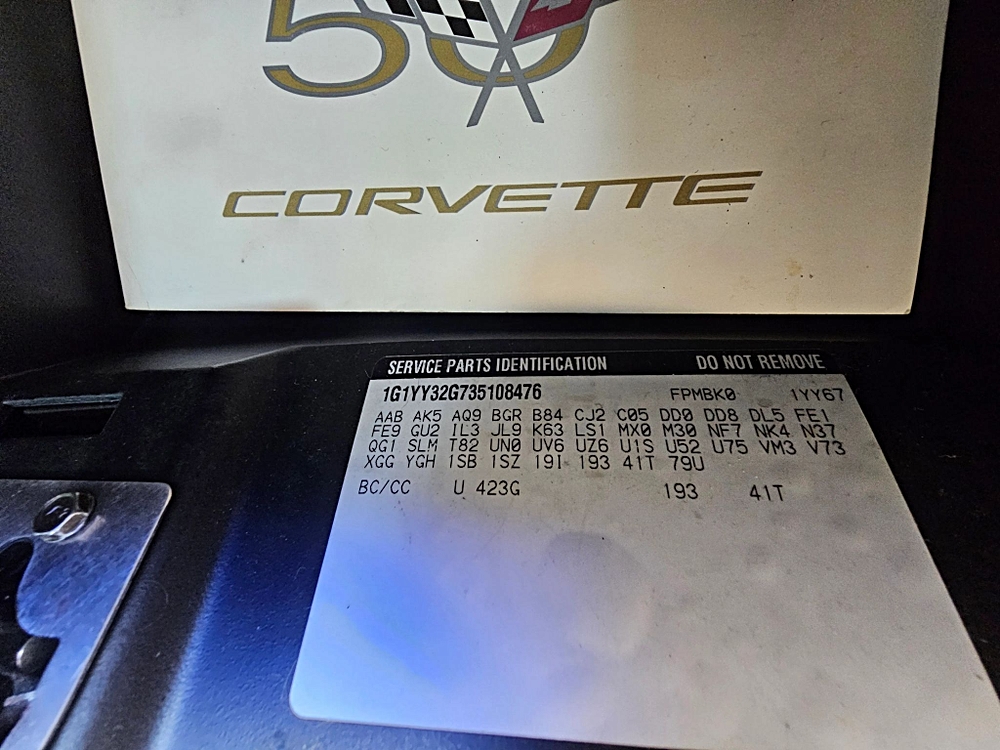 50
CORVETTE
SERVICE PARTS IDENTIFICATION DO NOT REMOVE
1G1YY32G735108476 FPMBK0 1YY67
AAB AK5 AQ9 BGR B84 CJ2 C05 DD0 DD8 DL5 FE1
FE9 GU2 IL3 JL9 K63 LS1 MX0 M30 NF7 NK4 N37
QG1 SLM T82 UN0 UV6 UZ6 U1S U52 U75 VM3 V73
XGG YGH 1SB 1SZ 19I 193 41T 79U
BC/CC U 423G 193 41T